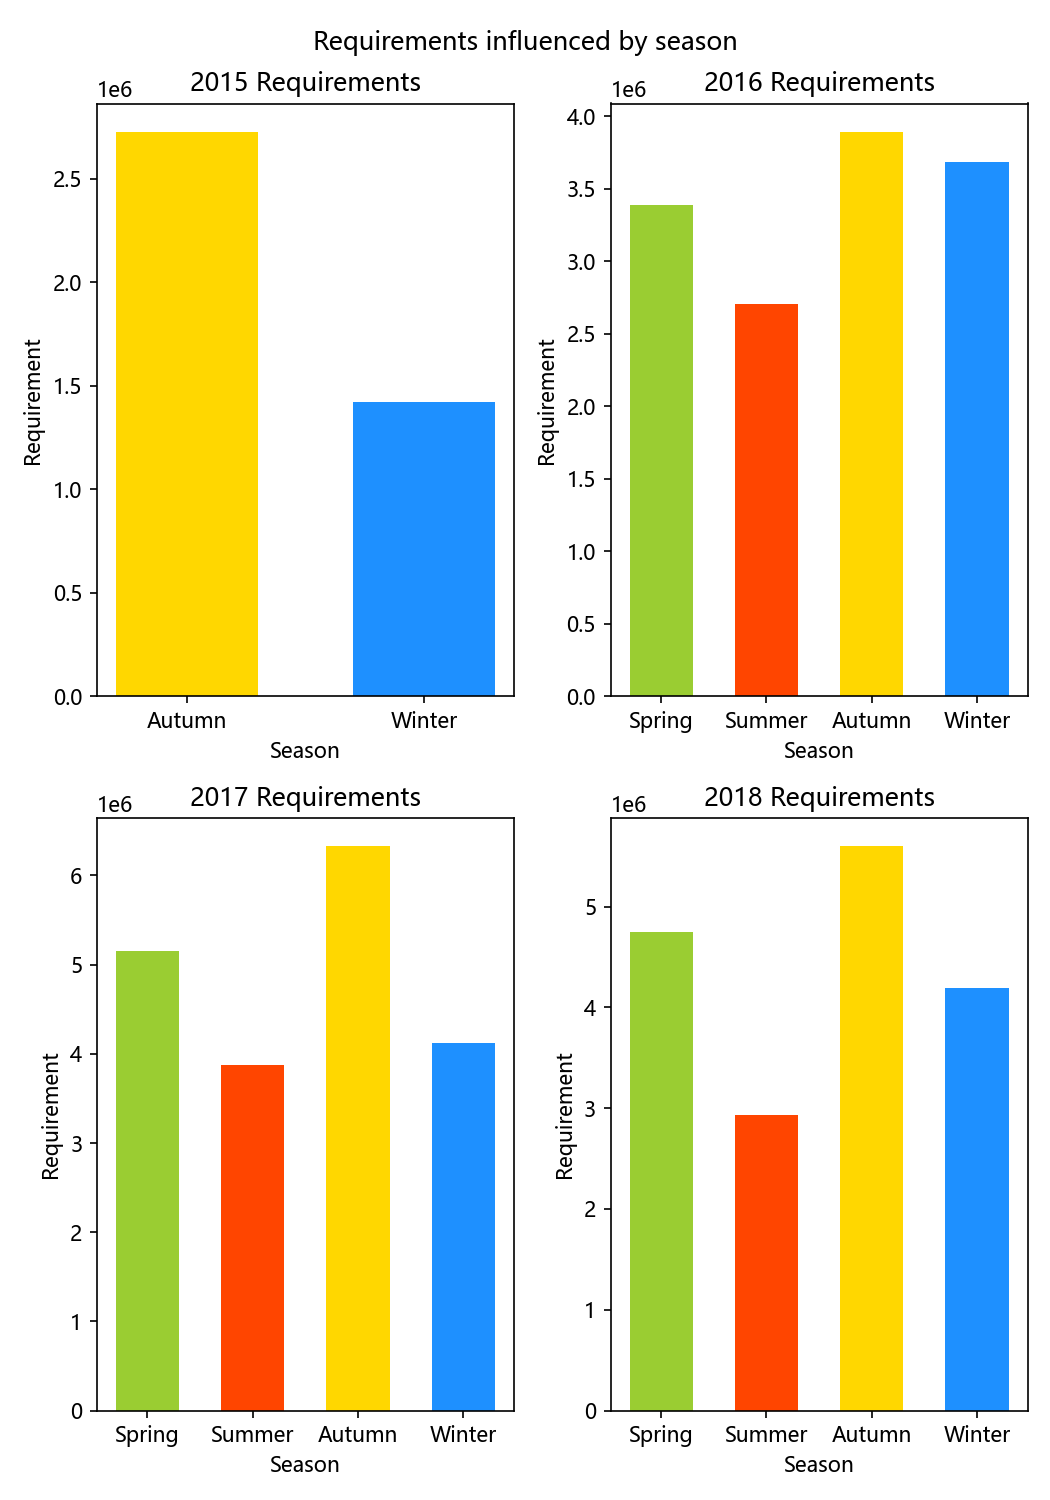 Requirements influenced by season
2015 Requirements
1e6
2.5
2.0
1.5
1.0
0.5
0.0
Requirement
Autumn Winter
Season
2016 Requirements
1e6
4.0
3.5
3.0
2.5
2.0
1.5
1.0
0.5
0.0
Requirement
Spring Summer Autumn Winter
Season
2017 Requirements
1e6
6
5
4
3
2
1
0
Requirement
Spring Summer Autumn Winter
Season
2018 Requirements
1e6
5
4
3
2
1
0
Requirement
Spring Summer Autumn Winter
Season